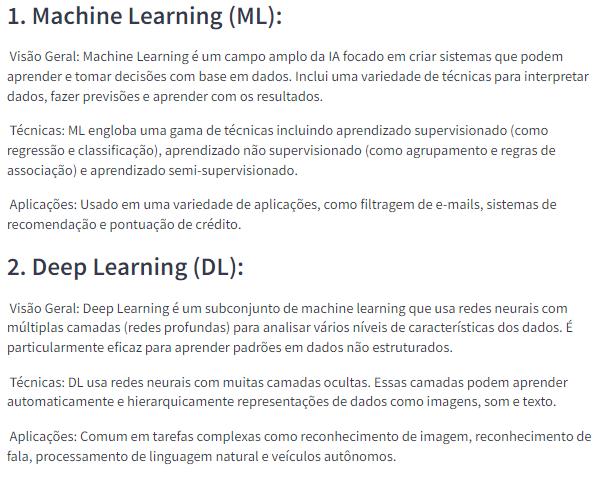 1. Machine Learning (ML):
Visão Geral: Machine Learning é um campo amplo da IA focado em criar sistemas que podem
aprender e tomar decisões com base em dados. Inclui uma variedade de técnicas para interpretar
dados, fazer previsões e aprender com os resultados.
Técnicas: ML engloba uma gama de técnicas incluindo aprendizado supervisionado (como
regressão e classificação), aprendizado não supervisionado (como agrupamento e regras de
associação) e aprendizado semi-supervisionado.
Aplicações: Usado em uma variedade de aplicações, como filtragem de e-mails, sistemas de
recomendação e pontuação de crédito.
2. Deep Learning (DL):
Visão Geral: Deep Learning é um subconjunto de machine learning que usa redes neurais com
múltiplas camadas (redes profundas) para analisar vários níveis de características dos dados. É
particularmente eficaz para aprender padrões em dados não estruturados.
Técnicas: DL usa redes neurais com muitas camadas ocultas. Essas camadas podem aprender
automaticamente e hierarquicamente representações de dados como imagens, som e texto.
Aplicações: Comum em tarefas complexas como reconhecimento de imagem, reconhecimento de
fala, processamento de linguagem natural e veículos autônomos.